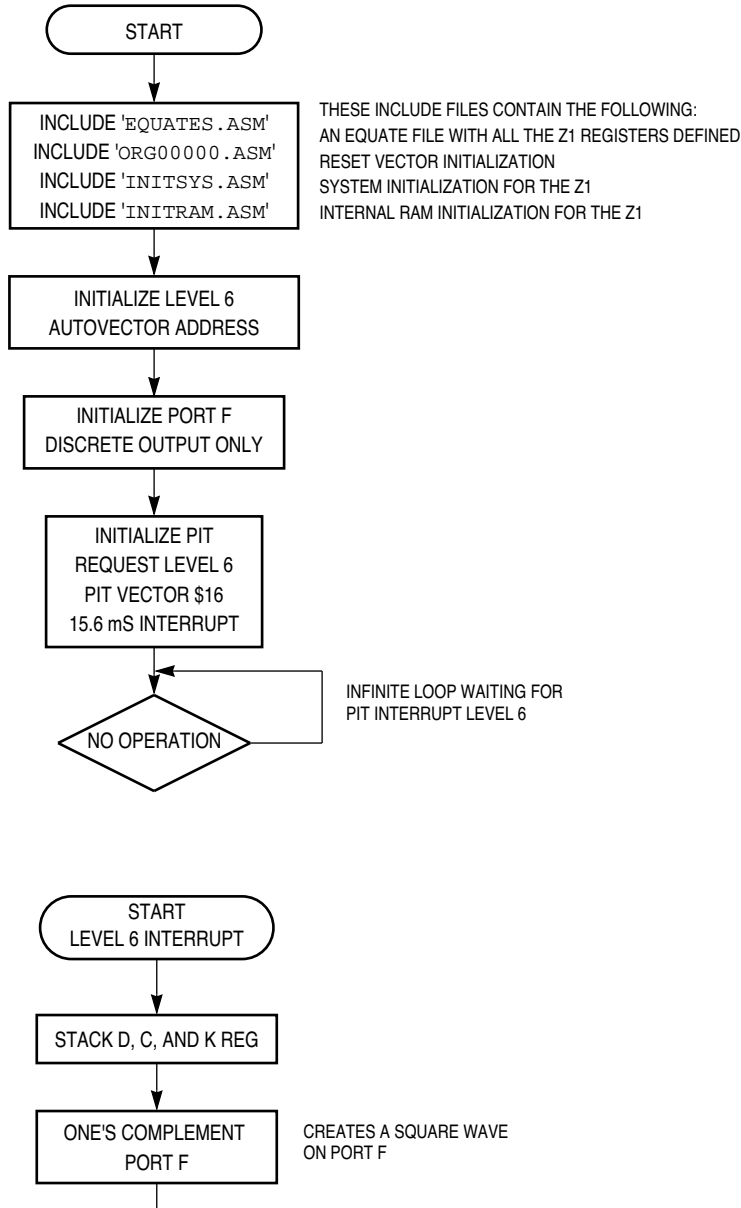 START
INCLUDE 'EQUATES.ASM'
INCLUDE 'ORG00000.ASM'
INCLUDE 'INITSYS.ASM'
INCLUDE 'INITRAM.ASM'
THESE INCLUDE FILES CONTAIN THE FOLLOWING:
AN EQUATE FILE WITH ALL THE Z1 REGISTERS DEFINED
RESET VECTOR INITIALIZATION
SYSTEM INITIALIZATION FOR THE Z1
INTERNAL RAM INITIALIZATION FOR THE Z1
INITIALIZE LEVEL 6
AUTOVECTOR ADDRESS
INITIALIZE PORT F
DISCRETE OUTPUT ONLY
INITIALIZE PIT
REQUEST LEVEL 6
PIT VECTOR $16
15.6 mS INTERRUPT
NO OPERATION
INFINITE LOOP WAITING FOR
PIT INTERRUPT LEVEL 6
START
LEVEL 6 INTERRUPT
STACK D, C, AND K REG
ONE'S COMPLEMENT
PORT F
CREATES A SQUARE WAVE
ON PORT F